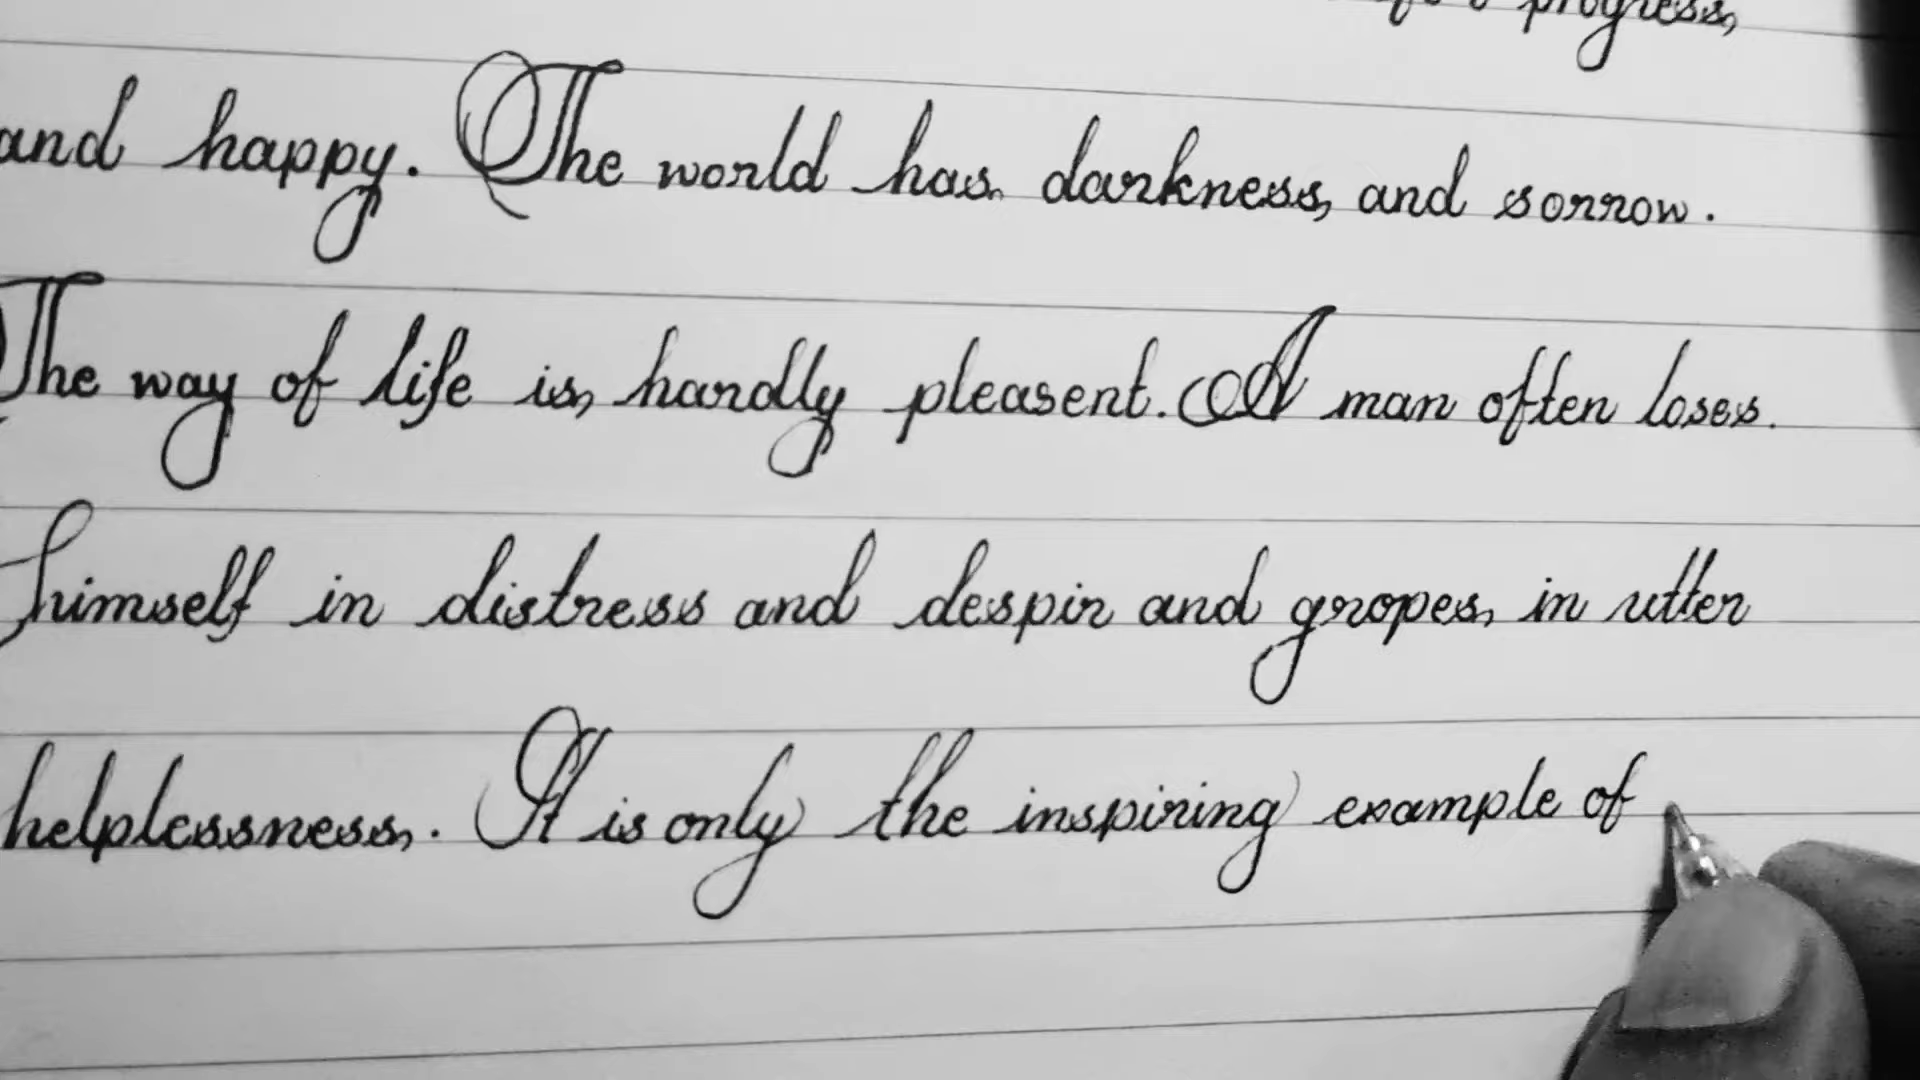 progress,
and happy. The world has darkness, and sorrow.
The way of life is hardly pleasent. A man often loses
himself in distress and despir and gropes in utter
helplessness. It is only the inspiring example of